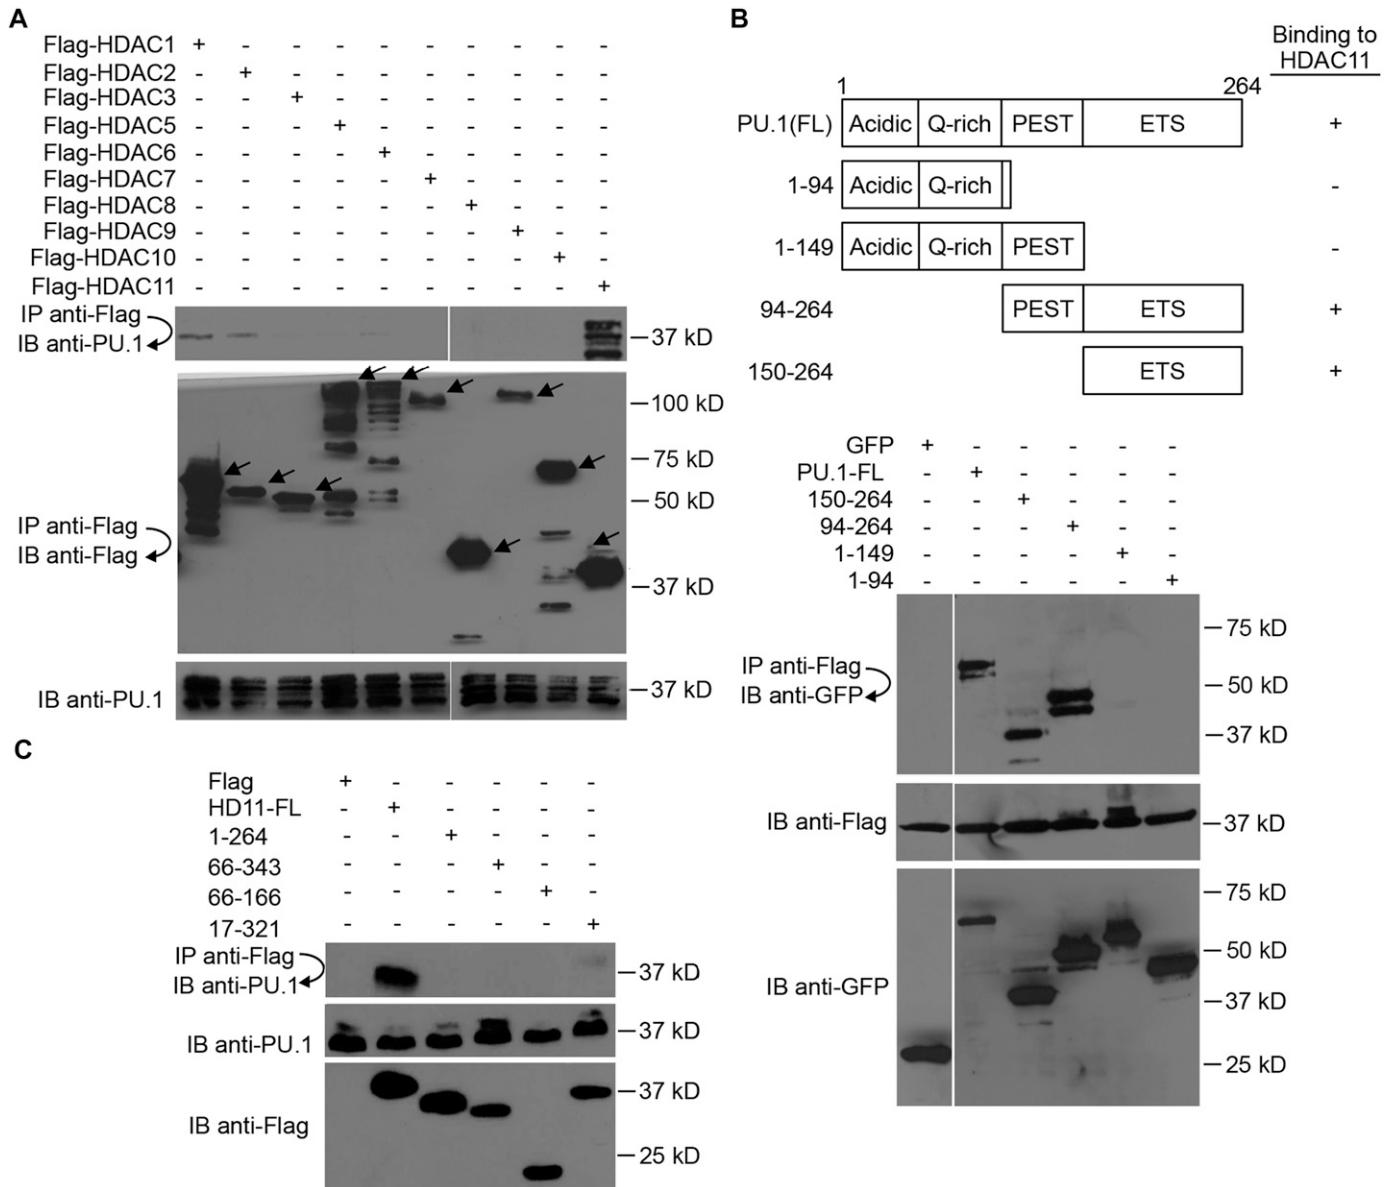 A
Flag-HDAC1 + - - - - - - - - -
Flag-HDAC2 - + - - - - - - - -
Flag-HDAC3 - - + - - - - - - -
Flag-HDAC5 - - - + - - - - - -
Flag-HDAC6 - - - - + - - - - -
Flag-HDAC7 - - - - - + - - - -
Flag-HDAC8 - - - - - - + - - -
Flag-HDAC9 - - - - - - - + - -
Flag-HDAC10 - - - - - - - - + -
Flag-HDAC11 - - - - - - - - - +
IP anti-Flag
IB anti-PU.1
37 kD
100 kD
75 kD
50 kD
IP anti-Flag
IB anti-Flag
37 kD
IB anti-PU.1
37 kD
B
Binding to
HDAC11
1 264
PU.1(FL) Acidic Q-rich PEST ETS +
1-94 Acidic Q-rich -
1-149 Acidic Q-rich PEST -
94-264 PEST ETS +
150-264 ETS +
GFP + - - - - -
PU.1-FL - + - - - -
150-264 - - + - - -
94-264 - - - + - -
1-149 - - - - + -
1-94 - - - - - +
75 kD
IP anti-Flag
IB anti-GFP
50 kD
37 kD
IB anti-Flag
37 kD
75 kD
50 kD
IB anti-GFP
37 kD
25 kD
C
Flag + - - - - -
HD11-FL - + - - - -
1-264 - - + - - -
66-343 - - - + - -
66-166 - - - - + -
17-321 - - - - - +
IP anti-Flag
IB anti-PU.1
37 kD
IB anti-PU.1
37 kD
37 kD
IB anti-Flag
25 kD